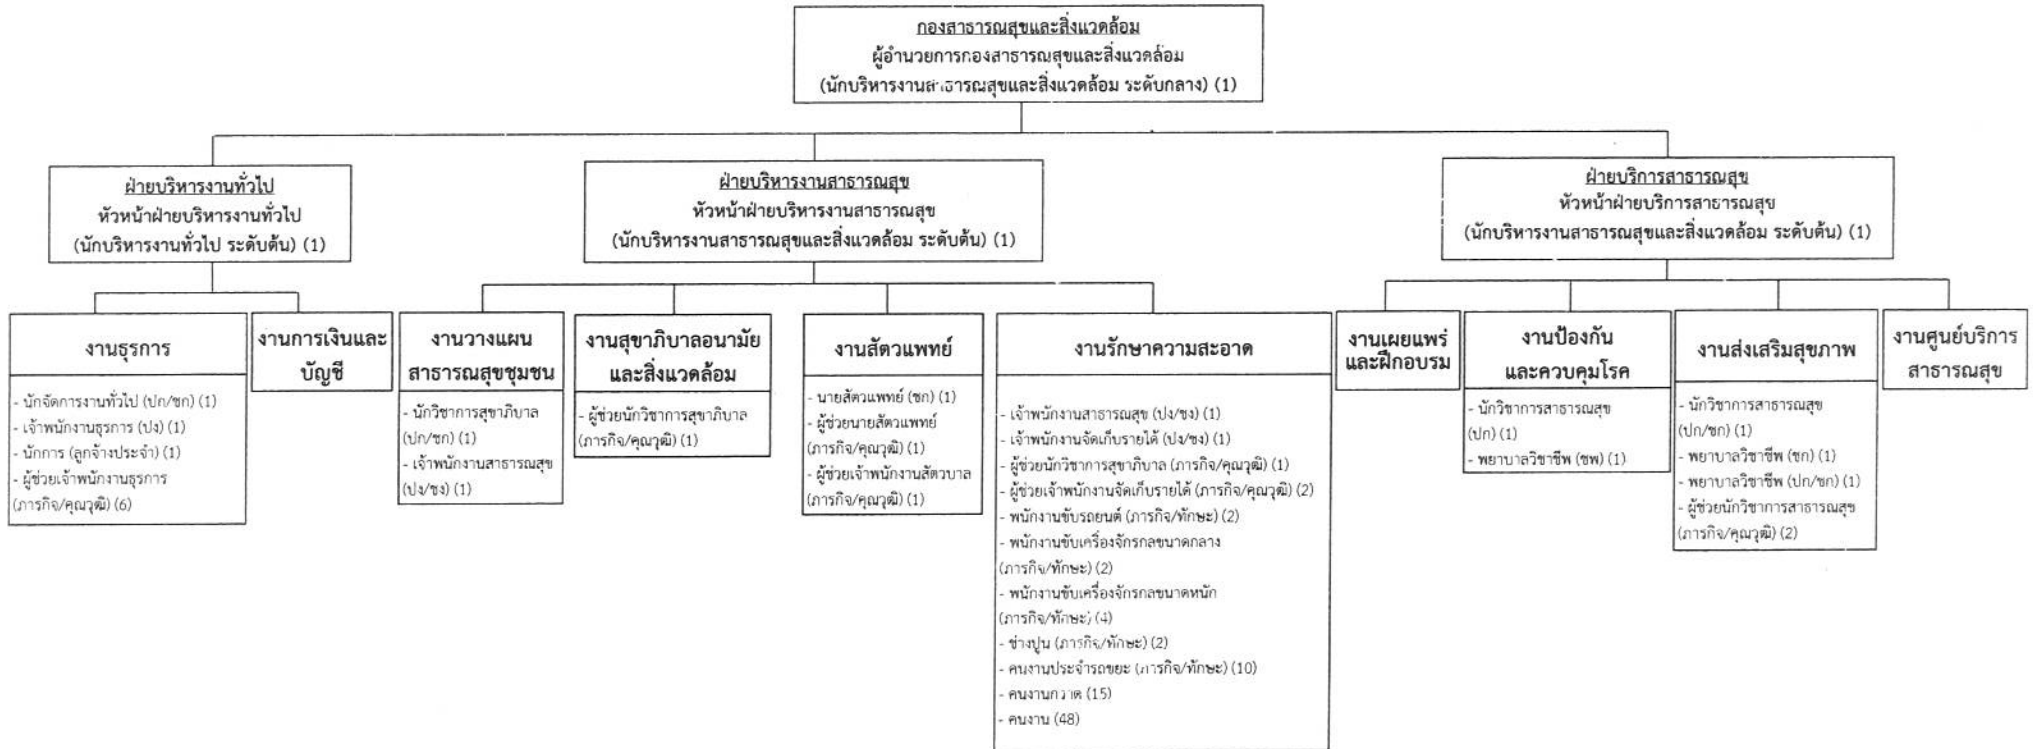 กองสาธารณสุขและสิ่งแวดล้อม
ผู้อำนวยการกองสาธารณสุขและสิ่งแวดล้อม
(นักบริหารงานสาธารณสุขและสิ่งแวดล้อม ระดับกลาง) (1)
ฝ่ายบริหารงานทั่วไป
หัวหน้าฝ่ายบริหารงานทั่วไป
(นักบริหารงานทั่วไป ระดับต้น) (1)
ฝ่ายบริหารงานสาธารณสุข
หัวหน้าฝ่ายบริหารงานสาธารณสุข
(นักบริหารงานสาธารณสุขและสิ่งแวดล้อม ระดับต้น) (1)
ฝ่ายบริการสาธารณสุข
หัวหน้าฝ่ายบริการสาธารณสุข
(นักบริหารงานสาธารณสุขและสิ่งแวดล้อม ระดับต้น) (1)
งานธุรการ
- นักจัดการงานทั่วไป (ปก/ชก) (1)
- เจ้าพนักงานธุรการ (ปง) (1)
- นักการ (ลูกจ้างประจำ) (1)
- ผู้ช่วยเจ้าพนักงานธุรการ
(ภารกิจ/คุณวุฒิ) (6)
งานการเงินและ
บัญชี
งานวางแผน
สาธารณสุขชุมชน
- นักวิชาการสุขาภิบาล
(ปก/ชก) (1)
- เจ้าพนักงานสาธารณสุข
(ปง/ชง) (1)
งานสุขาภิบาลอนามัย
และสิ่งแวดล้อม
- ผู้ช่วยนักวิชาการสุขาภิบาล
(ภารกิจ/คุณวุฒิ) (1)
งานสัตวแพทย์
- นายสัตวแพทย์ (ชก) (1)
- ผู้ช่วยนายสัตวแพทย์
(ภารกิจ/คุณวุฒิ) (1)
- ผู้ช่วยเจ้าพนักงานสัตวบาล
(ภารกิจ/คุณวุฒิ) (1)
งานรักษาความสะอาด
- เจ้าพนักงานสาธารณสุข (ปง/ชง) (1)
- เจ้าพนักงานจัดเก็บรายได้ (ปง/ชง) (1)
- ผู้ช่วยนักวิชาการสุขาภิบาล (ภารกิจ/คุณวุฒิ) (1)
- ผู้ช่วยเจ้าพนักงานจัดเก็บรายได้ (ภารกิจ/คุณวุฒิ) (2)
- พนักงานขับรถยนต์ (ภารกิจ/ทักษะ) (2)
- พนักงานขับเครื่องจักรกลขนาดกลาง
(ภารกิจ/ทักษะ) (2)
- พนักงานขับเครื่องจักรกลขนาดหนัก
(ภารกิจ/ทักษะ) (4)
- ช่างปูน (ภารกิจ/ทักษะ) (2)
- คนงานประจำรถขยะ (ภารกิจ/ทักษะ) (10)
- คนงานกวาด (15)
- คนงาน (48)
งานเผยแพร่
และฝึกอบรม
งานป้องกัน
และควบคุมโรค
- นักวิชาการสาธารณสุข
(ปก) (1)
- พยาบาลวิชาชีพ (ชพ) (1)
งานส่งเสริมสุขภาพ
- นักวิชาการสาธารณสุข
(ปก/ชก) (1)
- พยาบาลวิชาชีพ (ชก) (1)
- พยาบาลวิชาชีพ (ปก/ชก) (1)
- ผู้ช่วยนักวิชาการสาธารณสุข
(ภารกิจ/คุณวุฒิ) (2)
งานศูนย์บริการ
สาธารณสุข